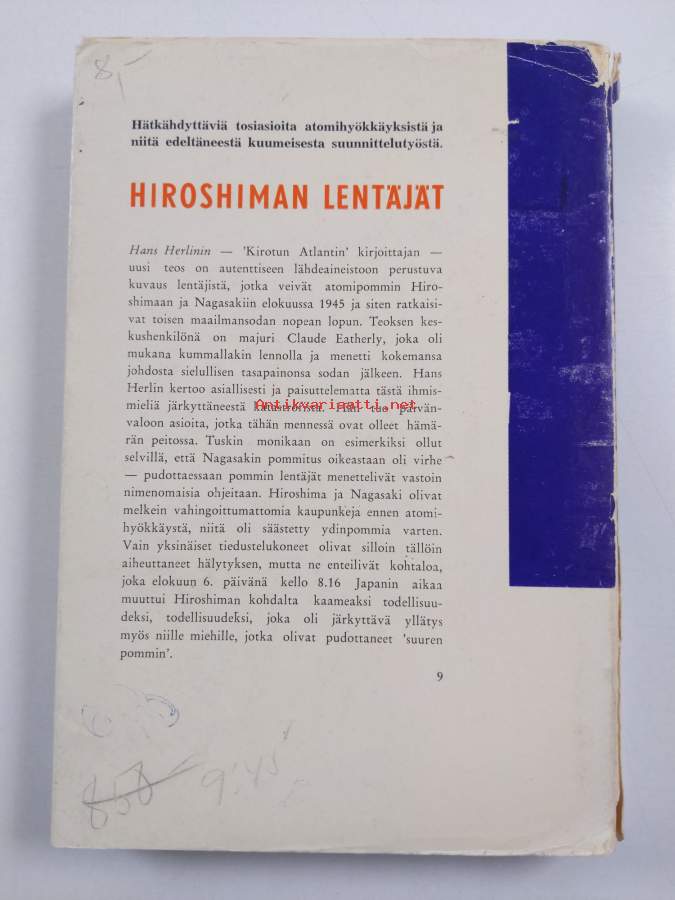 8,-
Hätkähdyttäviä tosiasioita atomihyökkäyksistä ja
niitä edeltäneestä kuumeisesta suunnittelutyöstä.
HIROSHIMAN LENTÄJÄT
Hans Herlinin — 'Kirotun Atlantin' kirjoittajan —
uusi teos on autenttiseen lähdeaineistoon perustuva
kuvaus lentäjistä, jotka veivät atomipommin Hiro-
shimaan ja Nagasakiin elokuussa 1945 ja siten ratkaisi-
vat toisen maailmansodan nopean lopun. Teoksen kes-
kushenkilönä on majuri Claude Eatherly, joka oli
mukana kummallakin lennolla ja menetti kokemansa
johdosta sielullisen tasapainonsa sodan jälkeen. Hans
Herlin kertoo asiallisesti ja paisuttelematta tästä ihmis-
mieliä järkyttäneestä katastrofista. Hän tuo päivän-
Antikvariaatti.net
valoon asioita, jotka tähän mennessä ovat olleet hämä-
rän peitossa. Tuskin monikaan on esimerkiksi ollut
selvillä, että Nagasakin pommitus oikeastaan oli virhe
— pudottaessaan pommin lentäjät menettelivät vastoin
nimenomaisia ohjeitaan. Hiroshima ja Nagasaki olivat
melkein vahingoittumattomia kaupunkeja ennen atomi-
hyökkäystä, niitä oli säästetty ydinpommia varten.
Vain yksinäiset tiedustelukoneet olivat silloin tällöin
aiheuttaneet hälytyksen, mutta ne enteilivät kohtaloa,
joka elokuun 6. päivänä kello 8.16 Japanin aikaa
muuttui Hiroshiman kohdalta kaameaksi todellisuu-
deksi, todellisuudeksi, joka oli järkyttävä yllätys
myös niille miehille, jotka olivat pudottaneet 'suuren
pommin'.
9
850
9:45